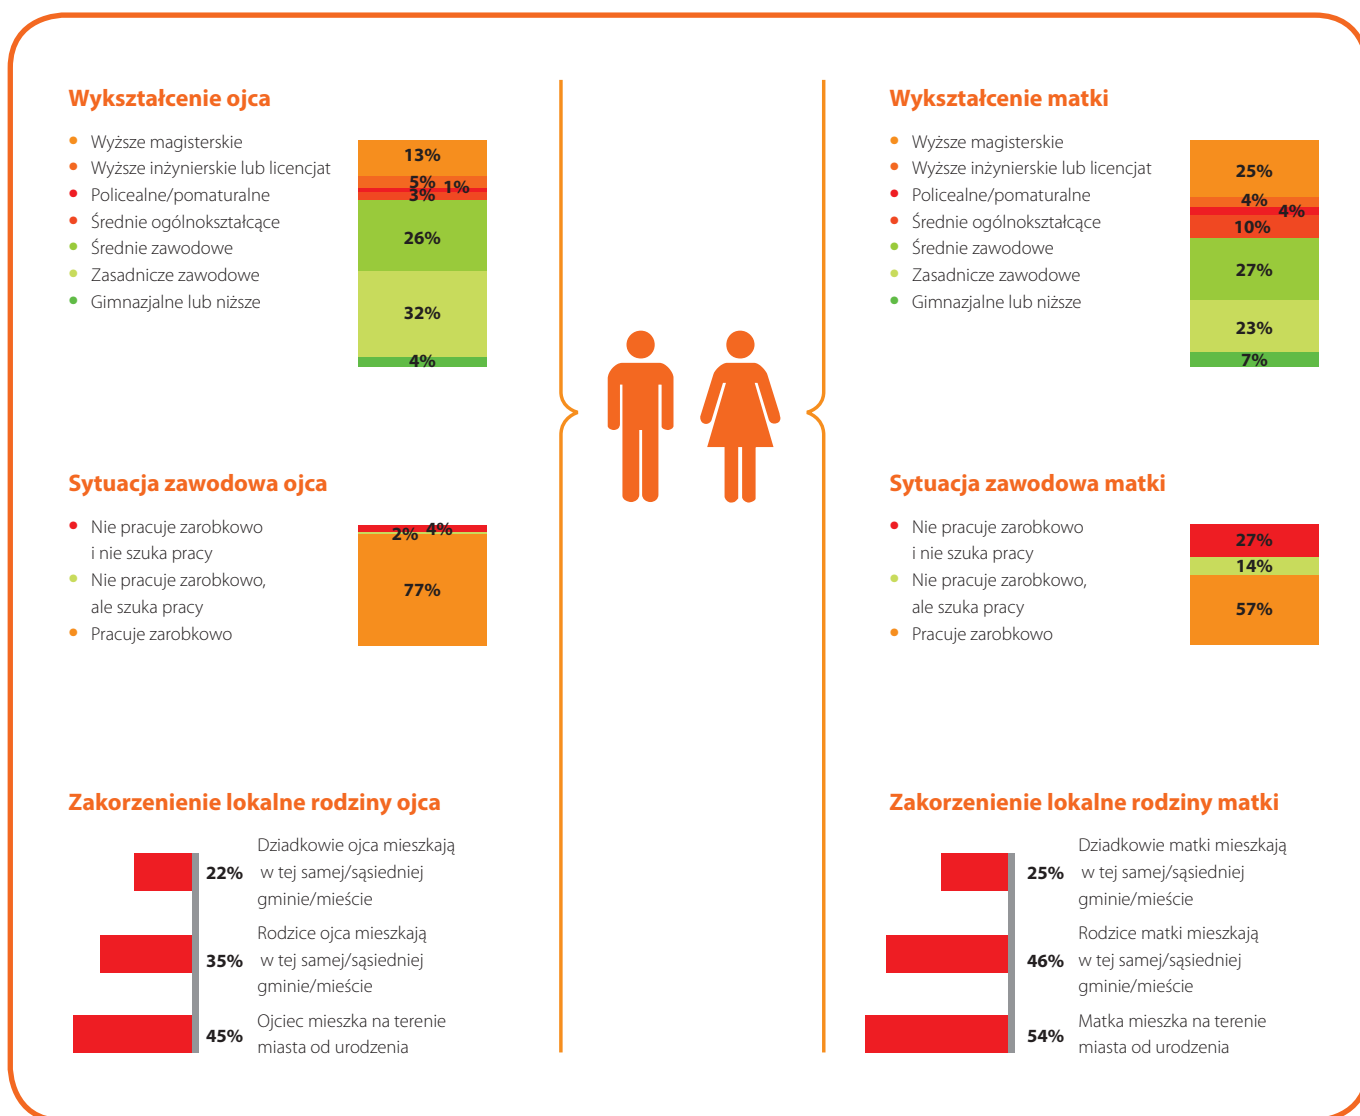 Wykształcenie ojca
Wyższe magisterskie
Wyższe inżynierskie lub licencjat
Policealne/pomaturalne
Średnie ogólnokształcące
Średnie zawodowe
Zasadnicze zawodowe
Gimnazjalne lub niższe
13%
5%
1%
3%
26%
32%
4%
Sytuacja zawodowa ojca
Nie pracuje zarobkowo
i nie szuka pracy
Nie pracuje zarobkowo,
ale szuka pracy
Pracuje zarobkowo
4%
2%
77%
Zakorzenienie lokalne rodziny ojca
22%
Dziadkowie ojca mieszkają
w tej samej/sąsiedniej
gminie/mieście
35%
Rodzice ojca mieszkają
w tej samej/sąsiedniej
gminie/mieście
45%
Ojciec mieszka na terenie
miasta od urodzenia
Wykształcenie matki
Wyższe magisterskie
Wyższe inżynierskie lub licencjat
Policealne/pomaturalne
Średnie ogólnokształcące
Średnie zawodowe
Zasadnicze zawodowe
Gimnazjalne lub niższe
25%
4%
4%
10%
27%
23%
7%
Sytuacja zawodowa matki
Nie pracuje zarobkowo
i nie szuka pracy
Nie pracuje zarobkowo,
ale szuka pracy
Pracuje zarobkowo
27%
14%
57%
Zakorzenienie lokalne rodziny matki
25%
Dziadkowie matki mieszkają
w tej samej/sąsiedniej
gminie/mieście
46%
Rodzice matki mieszkają
w tej samej/sąsiedniej
gminie/mieście
54%
Matka mieszka na terenie
miasta od urodzenia